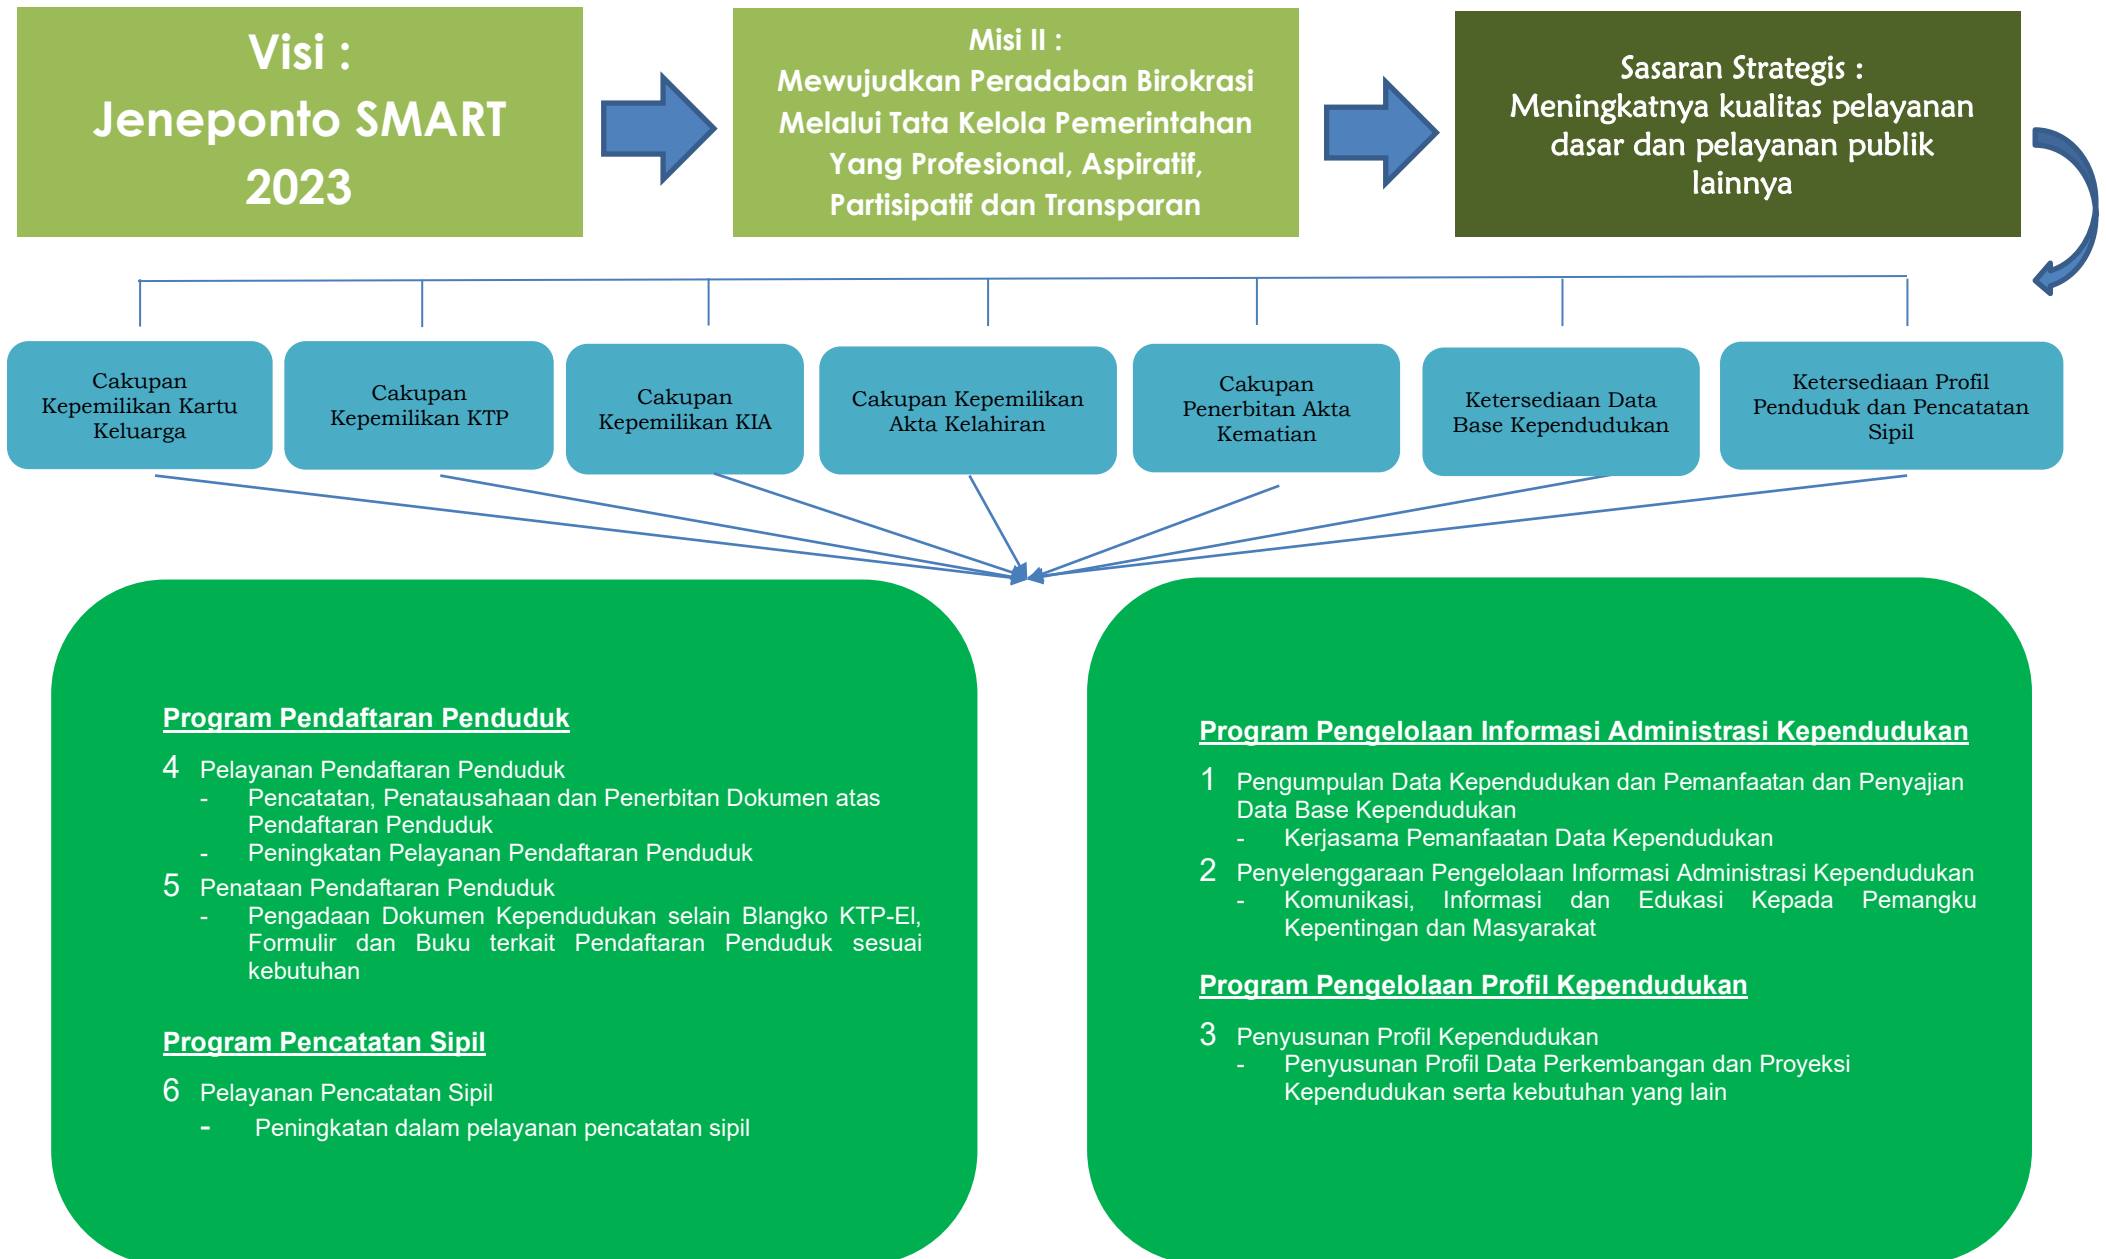 Visi :
Jeneponto SMART
2023
Misi II :
Mewujudkan Peradaban Birokrasi
Melalui Tata Kelola Pemerintahan
Yang Profesional, Aspiratif,
Partisipatif dan Transparan
Sasaran Strategis :
Meningkatnya kualitas pelayanan
dasar dan pelayanan publik
lainnya
Cakupan
Kepemilikan Kartu
Keluarga
Cakupan
Kepemilikan KTP
Cakupan
Kepemilikan KIA
Cakupan Kepemilikan
Akta Kelahiran
Cakupan
Penerbitan Akta
Kematian
Ketersediaan Data
Base Kependudukan
Ketersediaan Profil
Penduduk dan Pencatatan
Sipil
Program Pendaftaran Penduduk
4 Pelayanan Pendaftaran Penduduk
- Pencatatan, Penatausahaan dan Penerbitan Dokumen atas
Pendaftaran Penduduk
- Peningkatan Pelayanan Pendaftaran Penduduk
5 Penataan Pendaftaran Penduduk
- Pengadaan Dokumen Kependudukan selain Blangko KTP-El,
Formulir dan Buku terkait Pendaftaran Penduduk sesuai
kebutuhan
Program Pencatatan Sipil
6 Pelayanan Pencatatan Sipil
- Peningkatan dalam pelayanan pencatatan sipil
Program Pengelolaan Informasi Administrasi Kependudukan
1 Pengumpulan Data Kependudukan dan Pemanfaatan dan Penyajian
Data Base Kependudukan
- Kerjasama Pemanfaatan Data Kependudukan
2 Penyelenggaraan Pengelolaan Informasi Administrasi Kependudukan
- Komunikasi, Informasi dan Edukasi Kepada Pemangku
Kepentingan dan Masyarakat
Program Pengelolaan Profil Kependudukan
3 Penyusunan Profil Kependudukan
- Penyusunan Profil Data Perkembangan dan Proyeksi
Kependudukan serta kebutuhan yang lain